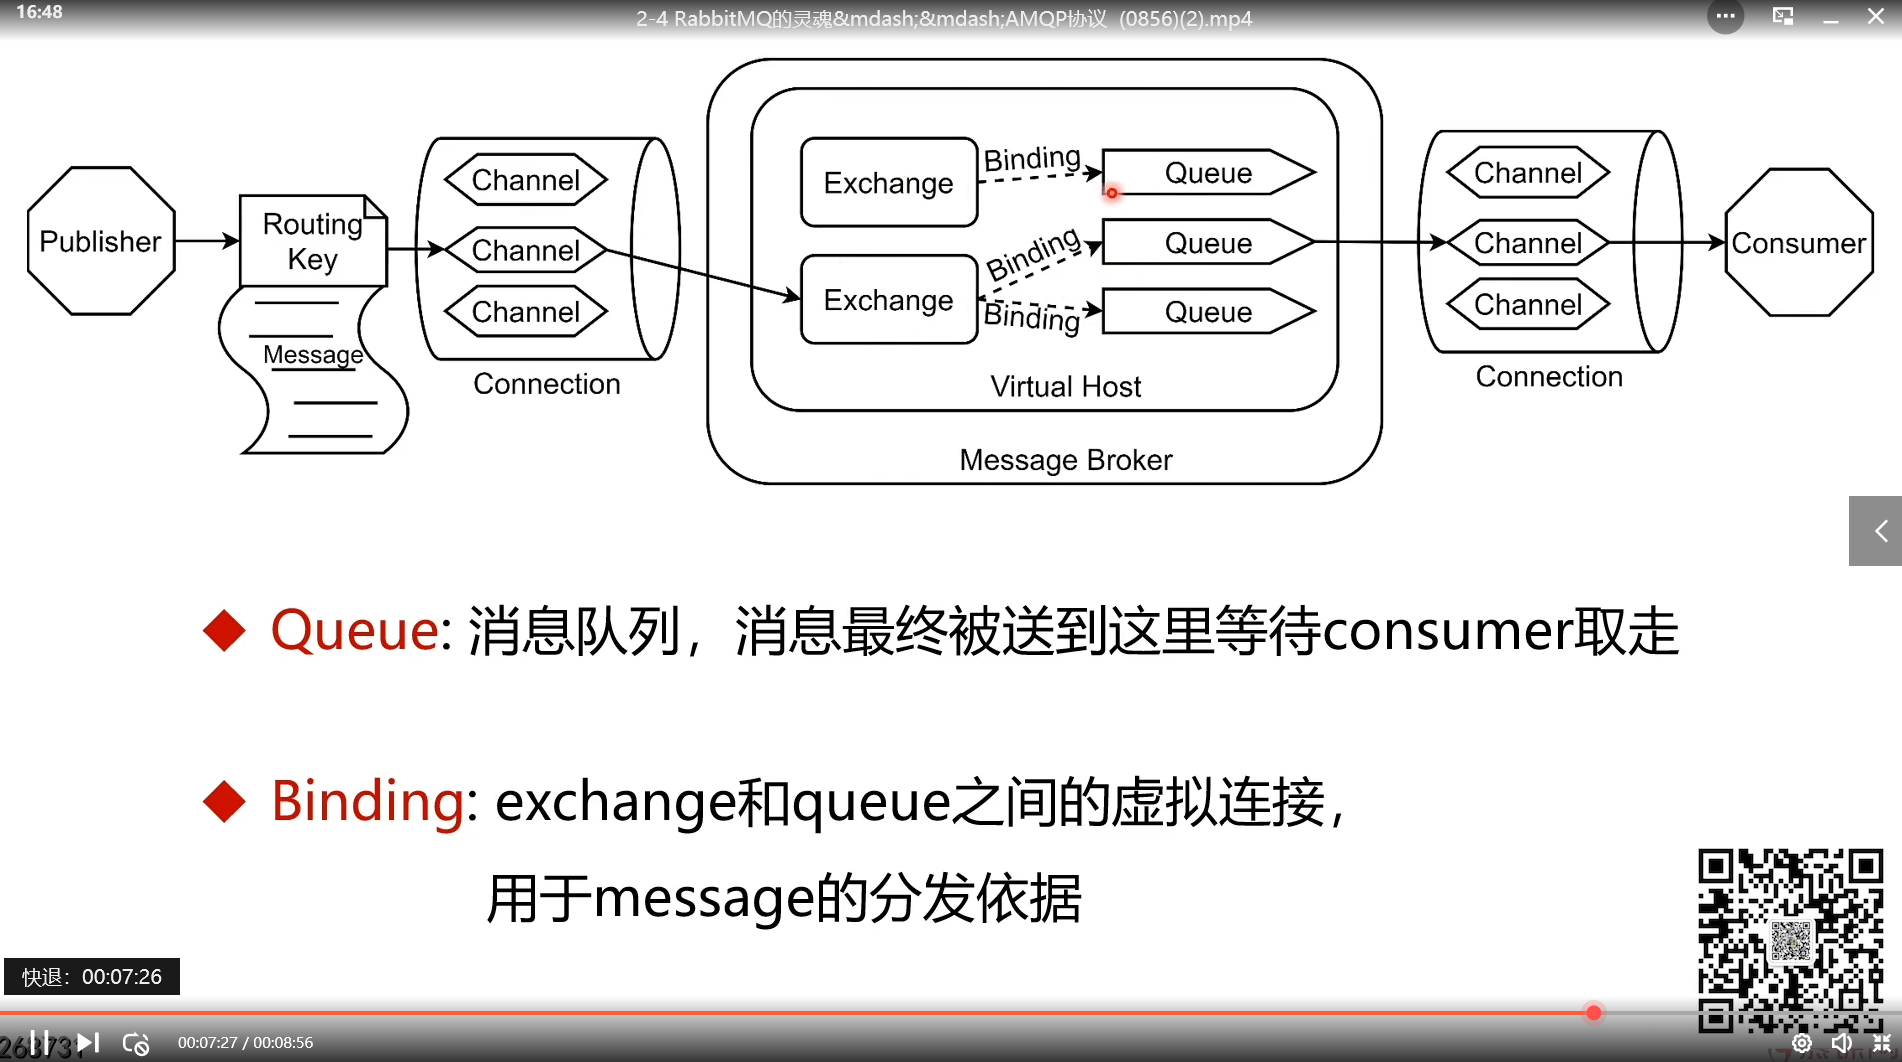 16:48
2-4 RabbitMQ的灵魂&mdash;&mdash;AMQP协议 (0856)(2).mp4
Publisher
Routing
Key
Message
Channel
Channel
Channel
Connection
Exchange
Exchange
Binding
Binding
Binding
Queue
Queue
Queue
Virtual Host
Message Broker
Channel
Channel
Channel
Connection
Consumer
Queue: 消息队列，消息最终被送到这里等待consumer取走
Binding: exchange和queue之间的虚拟连接，
用于message的分发依据
快退：00:07:26
00:07:27 / 00:08:56